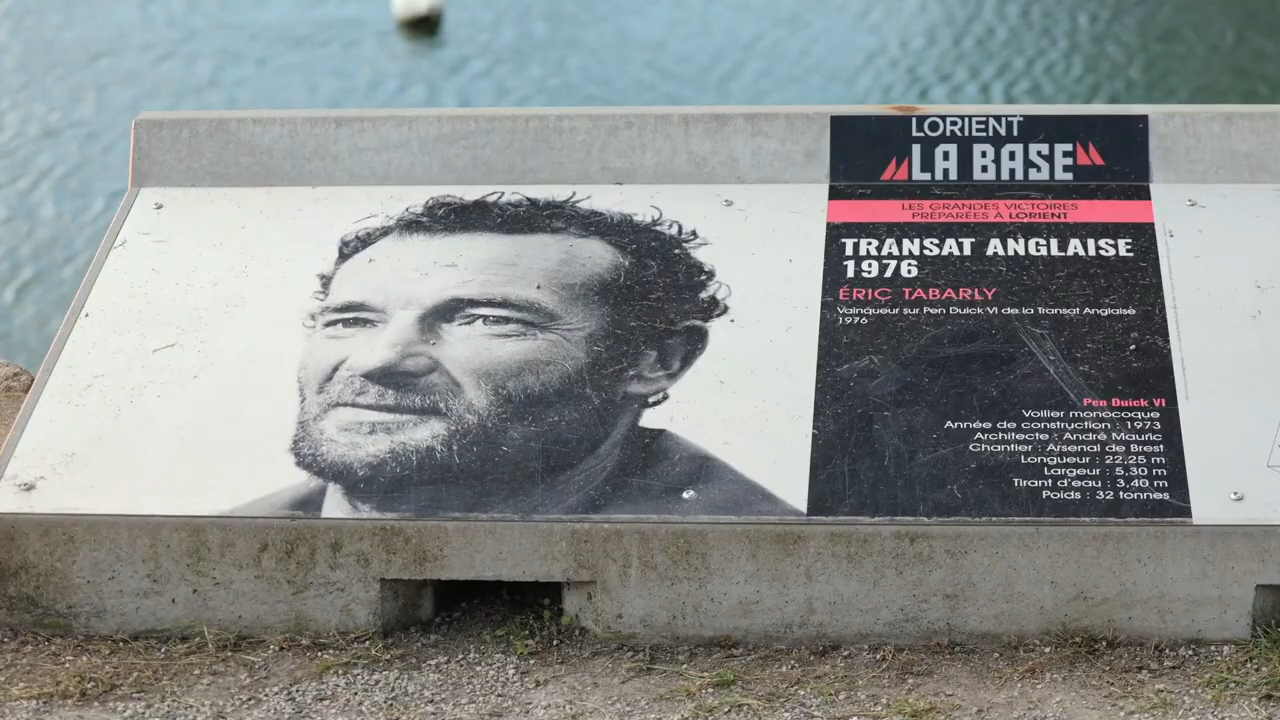 LORIENT
LA BASE
LES GRANDES VICTOIRES
PRÉPARÉES À LORIENT
TRANSAT ANGLAISE
1976
ÉRIC TABARLY
Vainqueur sur Pen Duick VI de la Transat Anglaise
1976
Pen Duick VI
Voilier monocoque
Année de construction : 1973
Architecte : André Mauric
Chantier : Arsenal de Brest
Longueur : 22,25 m
Largeur : 5,30 m
Tirant d'eau : 3,40 m
Poids : 32 tonnes